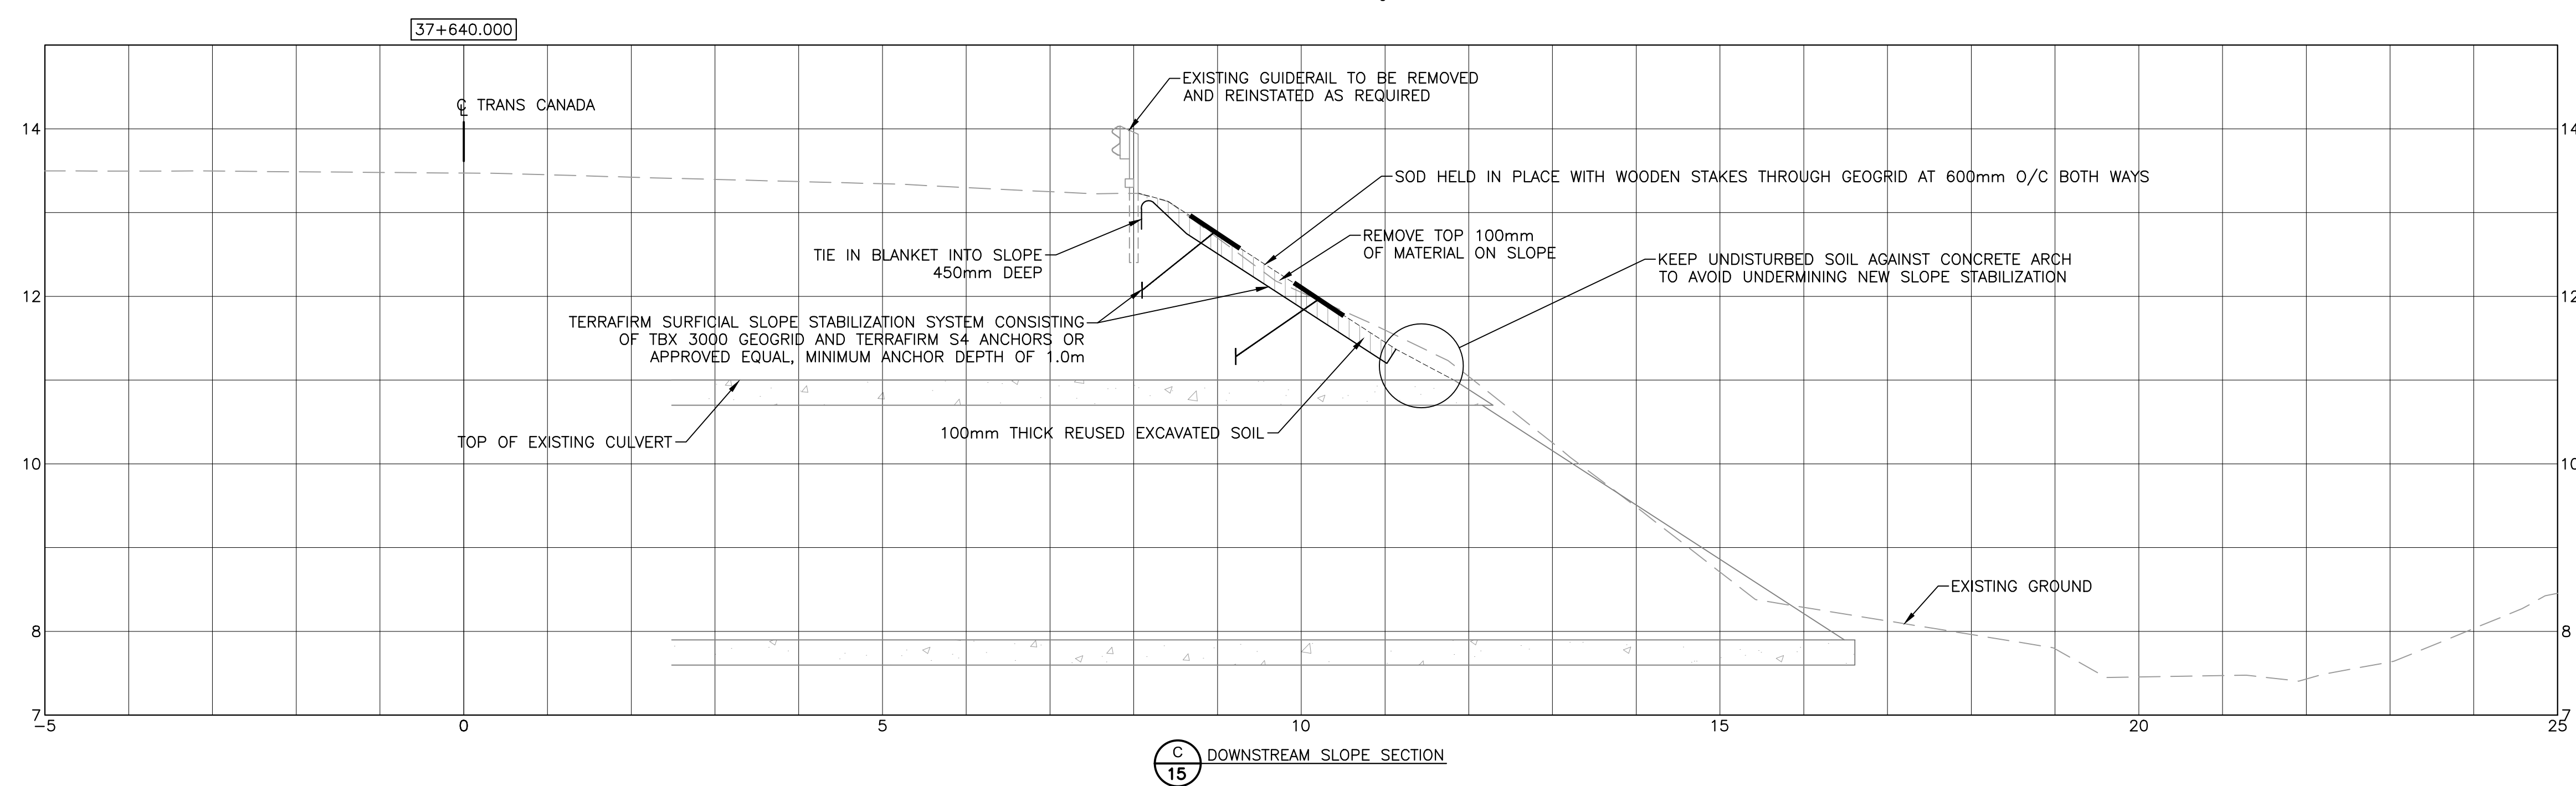 37+640.000
℄ TRANS CANADA
EXISTING GUIDERAIL TO BE REMOVED
AND REINSTATED AS REQUIRED
14
14
SOD HELD IN PLACE WITH WOODEN STAKES THROUGH GEOGRID AT 600mm O/C BOTH WAYS
REMOVE TOP 100mm
OF MATERIAL ON SLOPE
TIE IN BLANKET INTO SLOPE
450mm DEEP
KEEP UNDISTURBED SOIL AGAINST CONCRETE ARCH
TO AVOID UNDERMINING NEW SLOPE STABILIZATION
12
12
TERRAFIRM SURFICIAL SLOPE STABILIZATION SYSTEM CONSISTING
OF TBX 3000 GEOGRID AND TERRAFIRM S4 ANCHORS OR
APPROVED EQUAL, MINIMUM ANCHOR DEPTH OF 1.0m
TOP OF EXISTING CULVERT
100mm THICK REUSED EXCAVATED SOIL
10
10
EXISTING GROUND
8
8
7
7
-5
0
5
10
15
20
25
C
15
DOWNSTREAM SLOPE SECTION